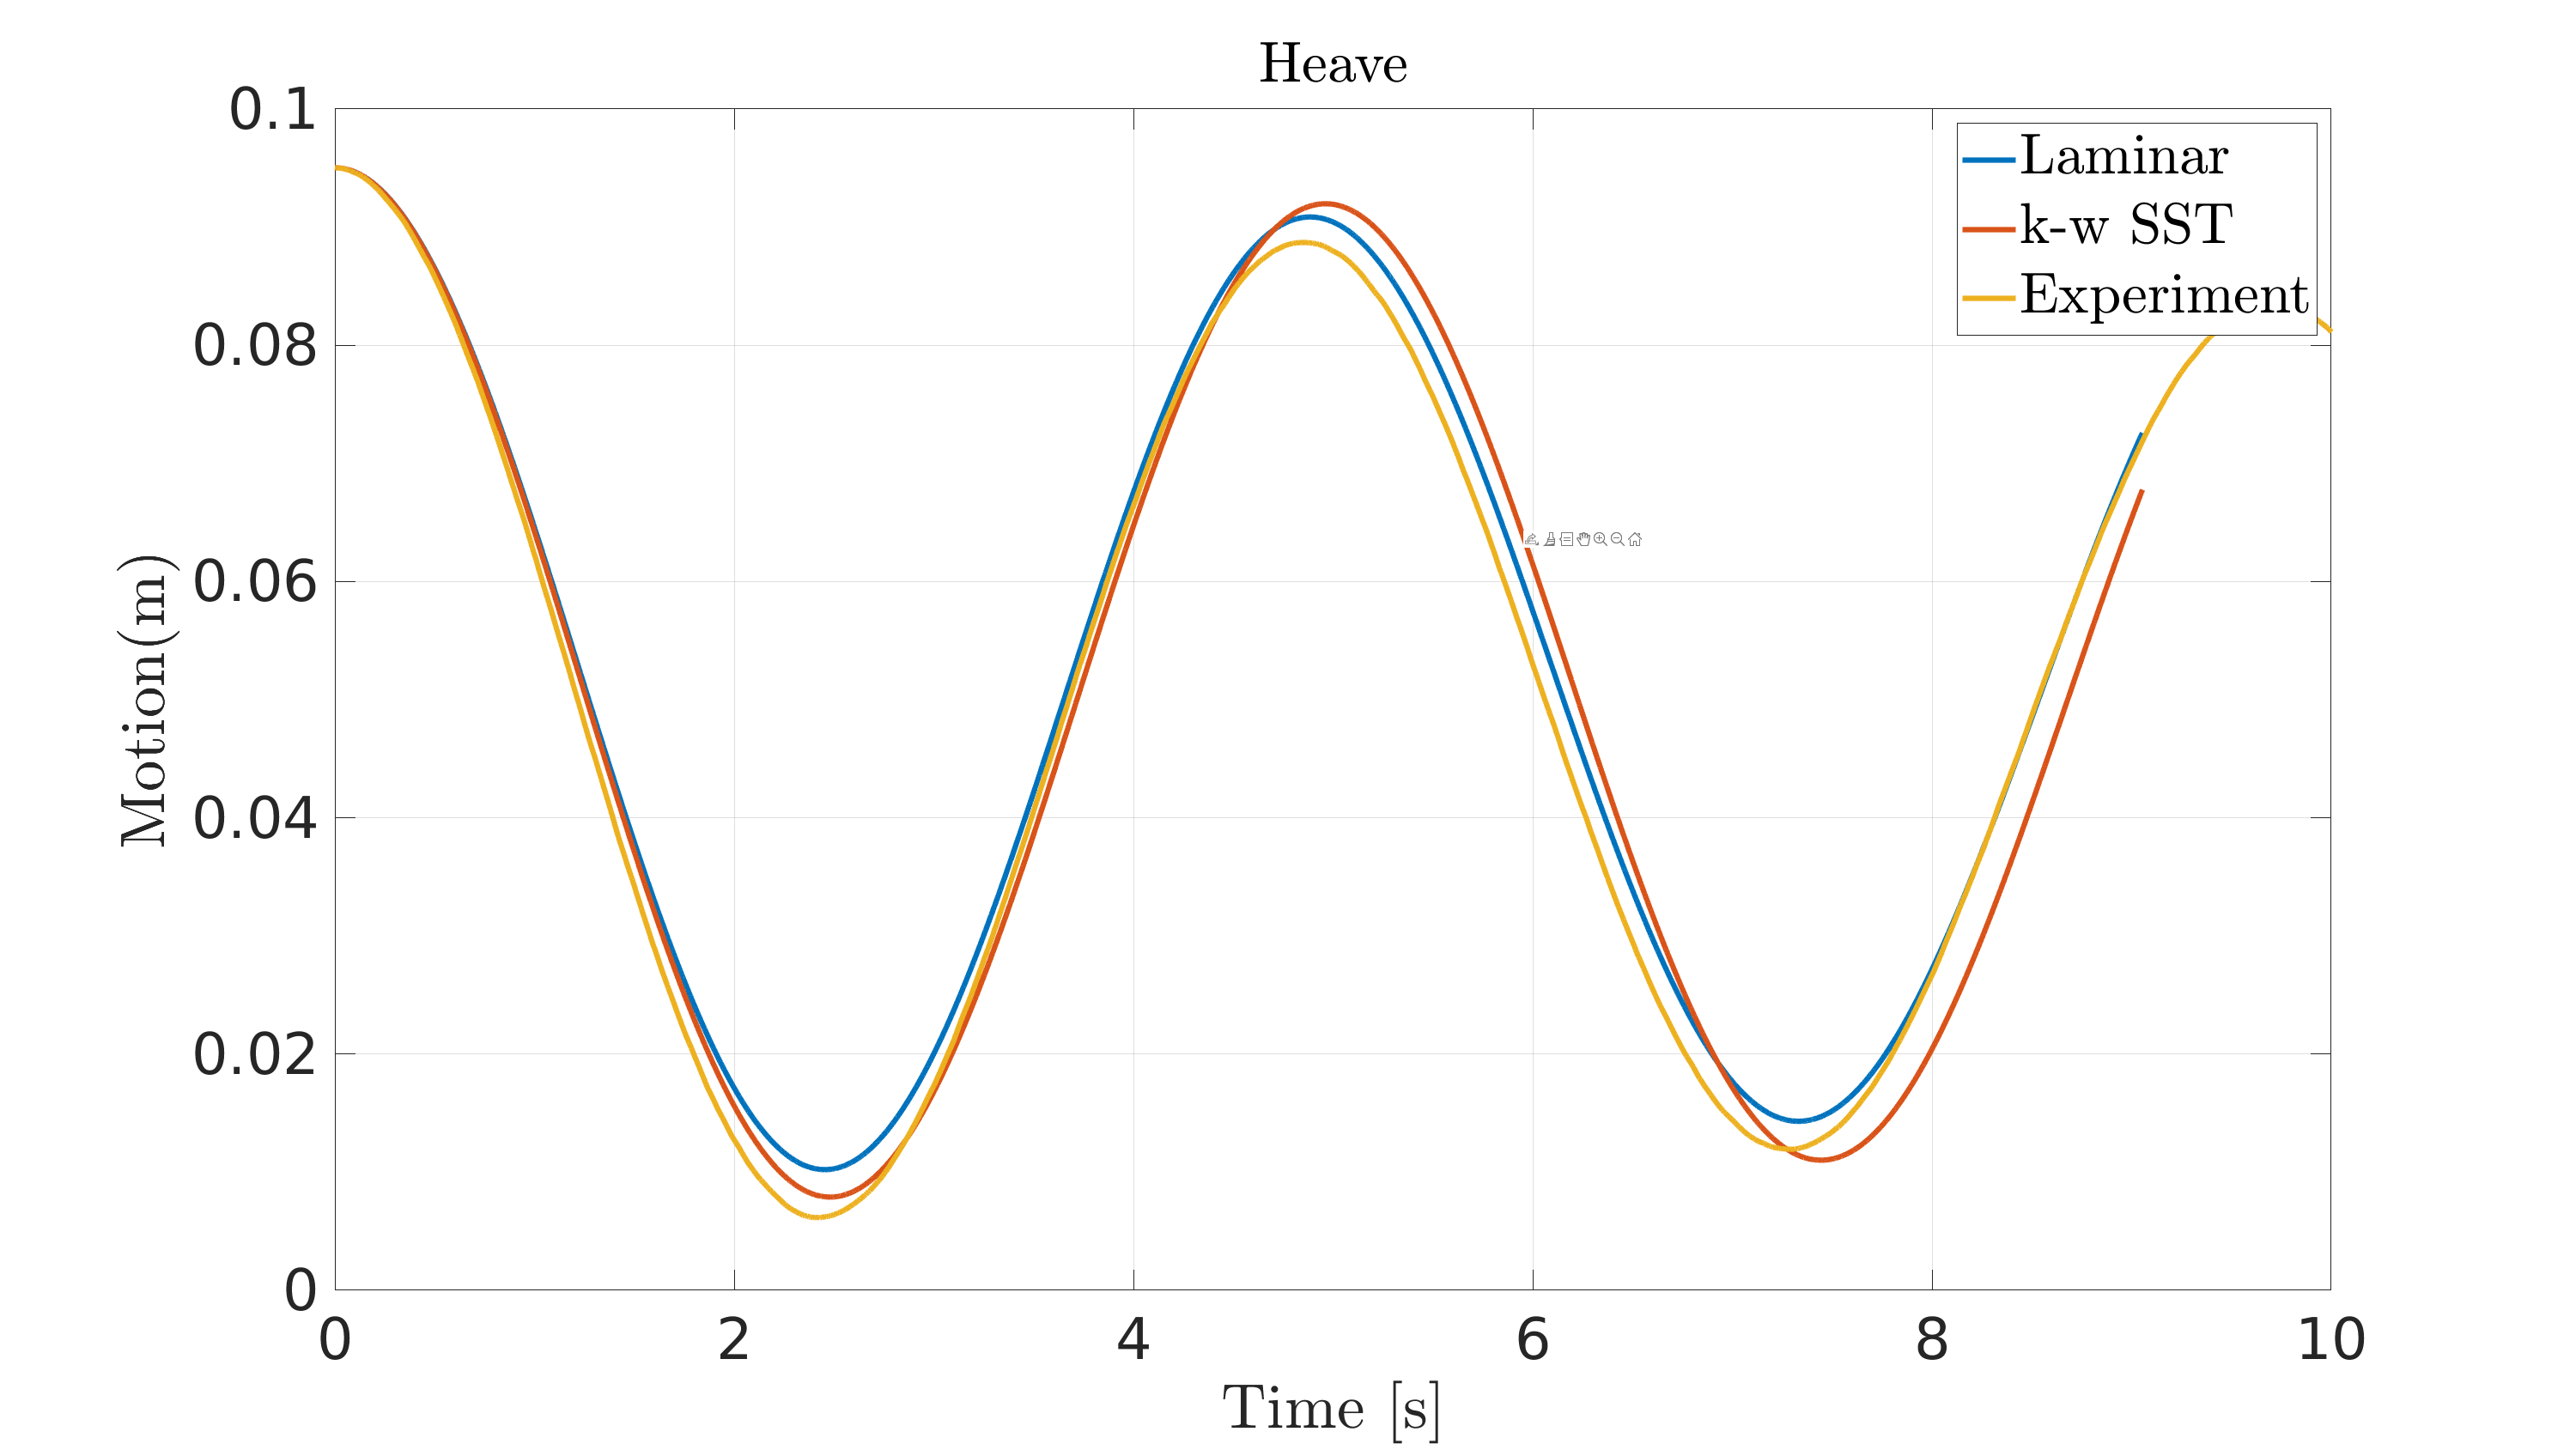 Heave
0.1
0.08
0.06
0.04
0.02
0
Motion(m)
Laminar
k-w SST
Experiment
0 2 4 6 8 10
Time [s]